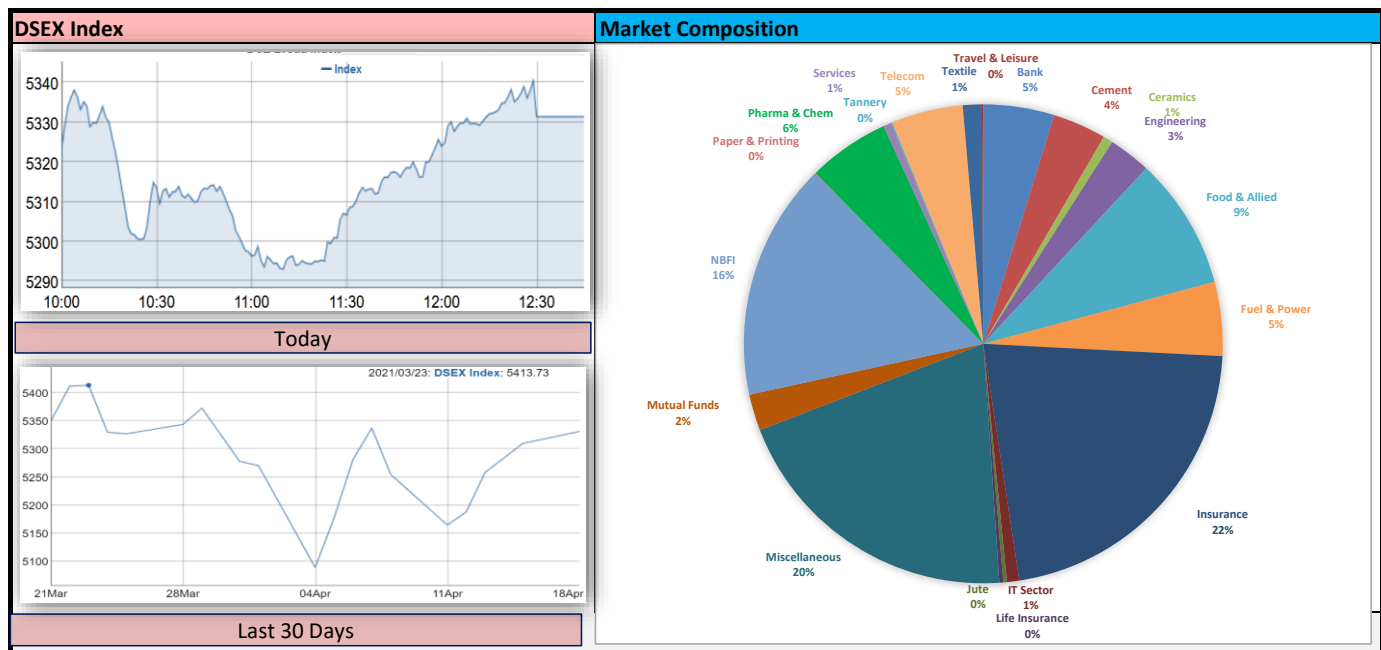 DSEX Index
Index
5340
5330
5320
5310
5300
5290
10:00 10:30 11:00 11:30 12:00 12:30
Today
2021/03/23: DSEX Index: 5413.73
5400
5350
5300
5250
5200
5150
5100
21Mar 28Mar 04Apr 11Apr 18Apr
Last 30 Days
Market Composition
Travel & Leisure
0%
Bank
5%
Cement
4%
Ceramics
1%
Engineering
3%
Food & Allied
9%
Fuel & Power
5%
Insurance
22%
IT Sector
1%
Life Insurance
0%
Jute
0%
Miscellaneous
20%
Mutual Funds
2%
NBFI
16%
Paper & Printing
0%
Pharma & Chem
6%
Tannery
0%
Services
1%
Telecom
5%
Textile
1%